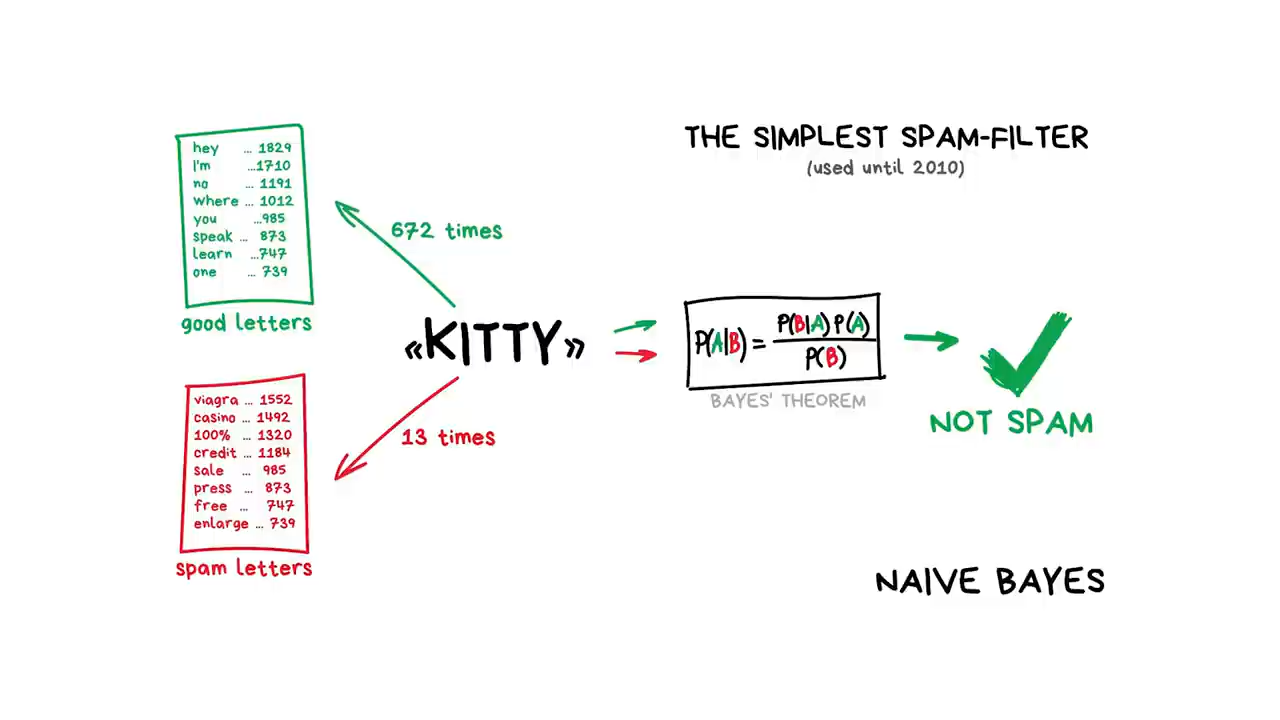 THE SIMPLEST SPAM-FILTER
(used until 2010)
hey ... 1829
I'm ...1710
no ... 1191
where ... 1012
you ...985
speak ... 873
learn ...747
one ... 739
good letters
672 times
«KITTY»
13 times
viagra ... 1552
casino ... 1492
100% ... 1320
credit ... 1184
sale ... 985
press ... 873
free ... 747
enlarge ... 739
spam letters
P(A|B) = P(B|A) P(A)
P(B)
BAYES' THEOREM
NOT SPAM
NAIVE BAYES